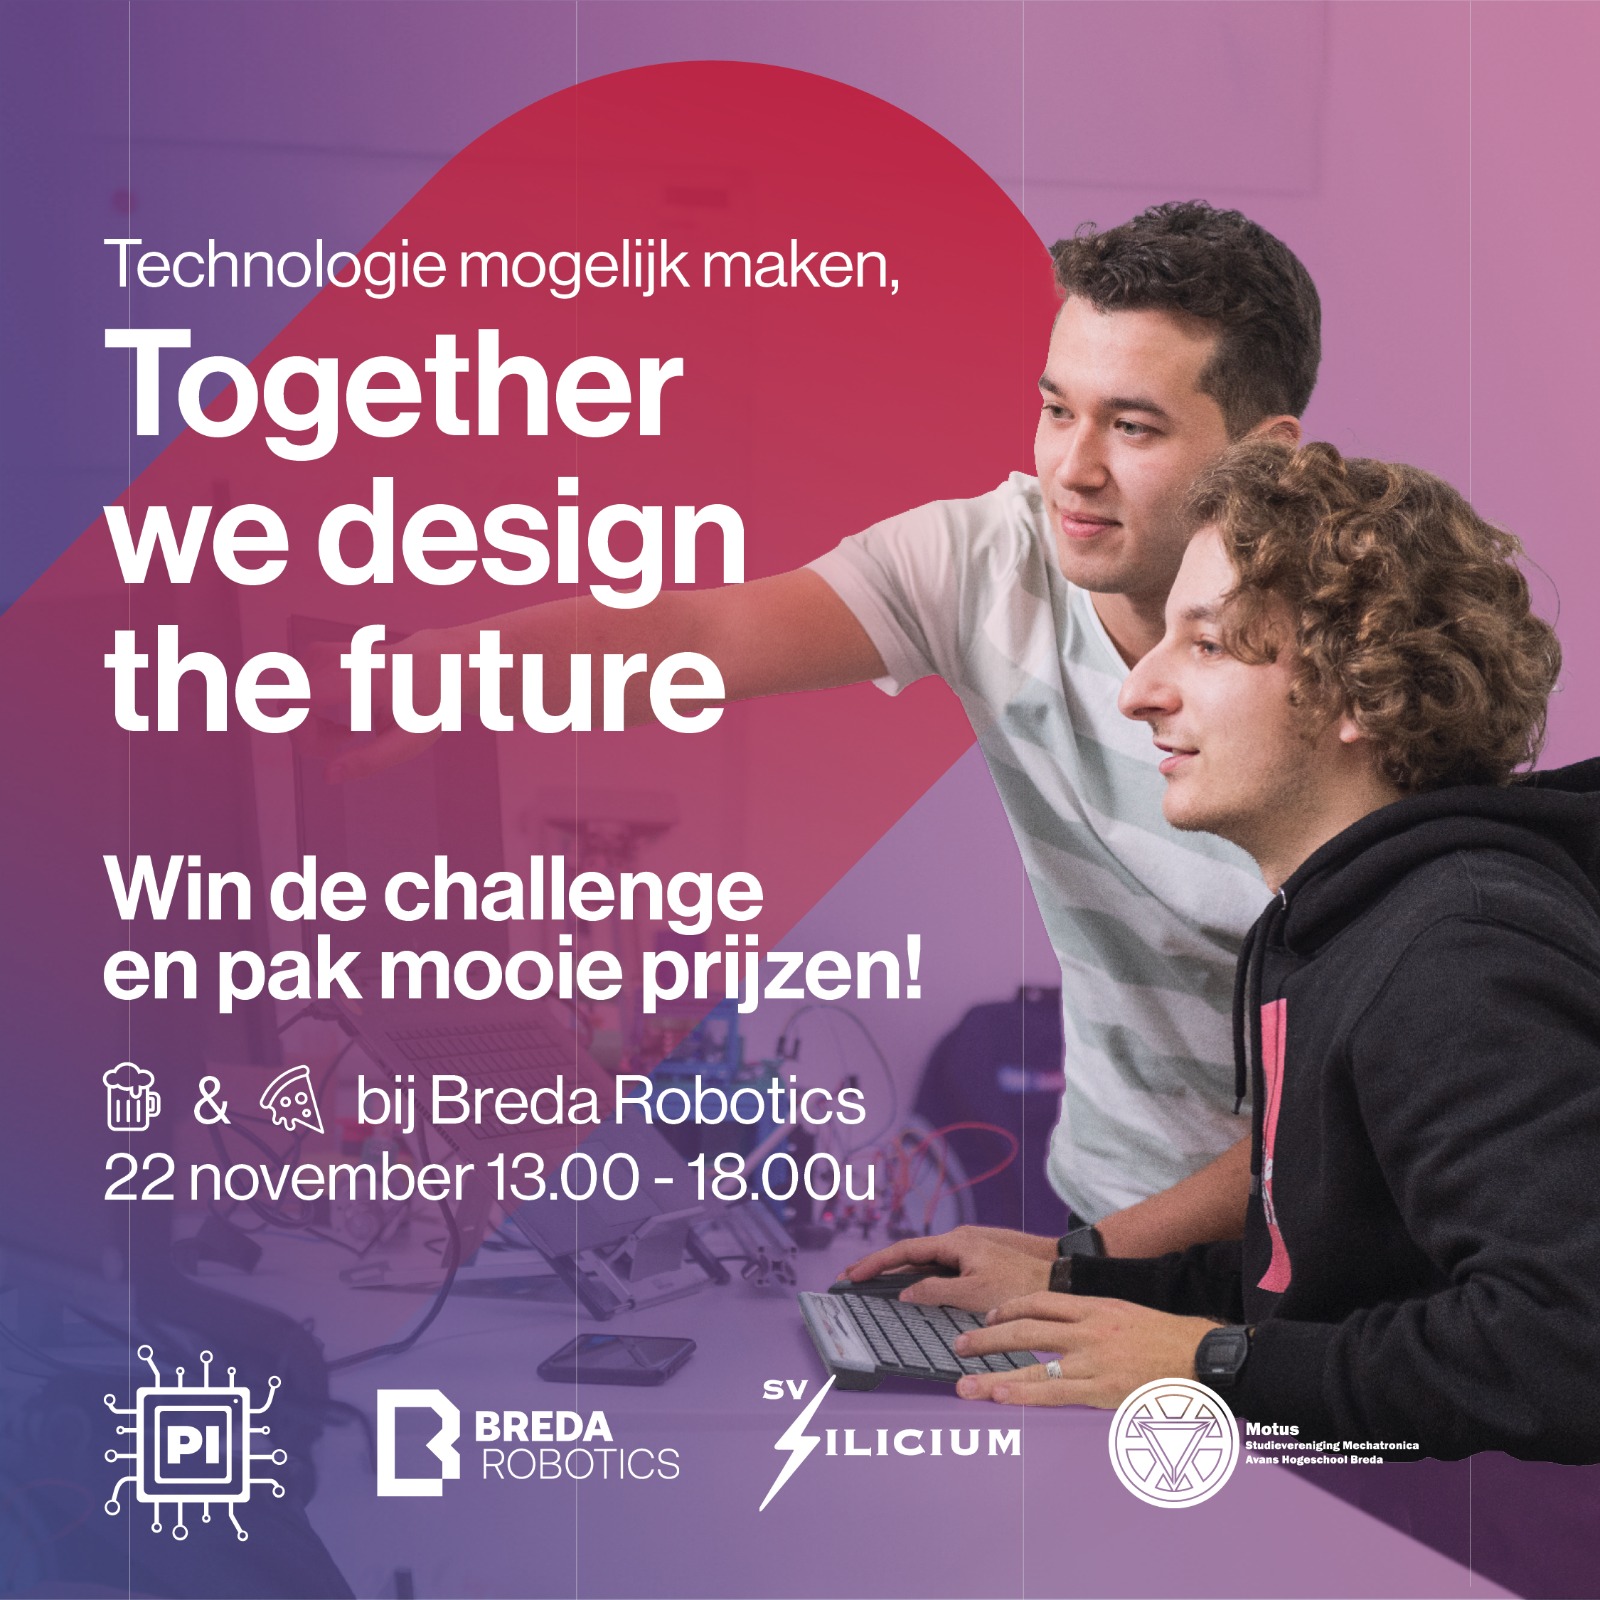 Technologie mogelijk maken,
Together
we design
the future
Win de challenge
en pak mooie prijzen!
& bij Breda Robotics
22 november 13.00 - 18.00u
PI
BREDA
ROBOTICS
SV
SILICIUM
Motus
Studievereniging Mechatronica
Avans Hogeschool Breda